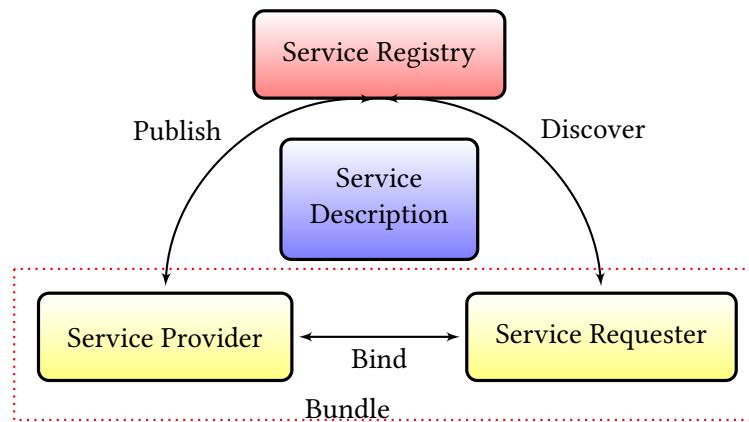 Service Registry
Publish
Discover
Service
Description
Service Provider
Service Requester
Bind
Bundle